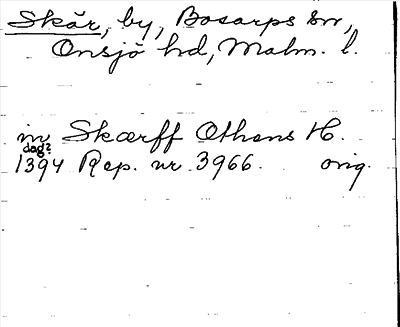 Skär, by, Bosarps sn,
Onsjö hd, Malm. l.
in Skærff Othens H.
dag?
1394 Rep. nr 3966. orig.